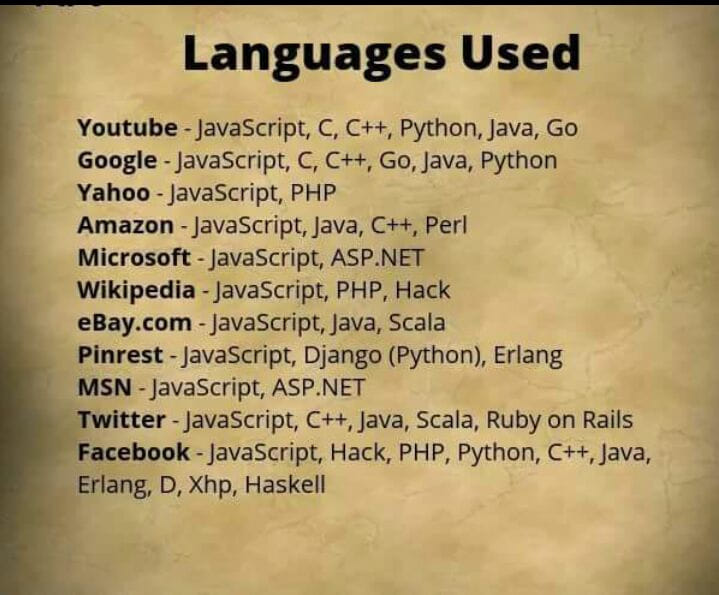 Languages Used
Youtube - JavaScript, C, C++, Python, Java, Go
Google - JavaScript, C, C++, Go, Java, Python
Yahoo - JavaScript, PHP
Amazon - JavaScript, Java, C++, Perl
Microsoft - JavaScript, ASP.NET
Wikipedia - JavaScript, PHP, Hack
eBay.com - JavaScript, Java, Scala
Pinrest - JavaScript, Django (Python), Erlang
MSN - JavaScript, ASP.NET
Twitter - JavaScript, C++, Java, Scala, Ruby on Rails
Facebook - JavaScript, Hack, PHP, Python, C++, Java,
Erlang, D, Xhp, Haskell